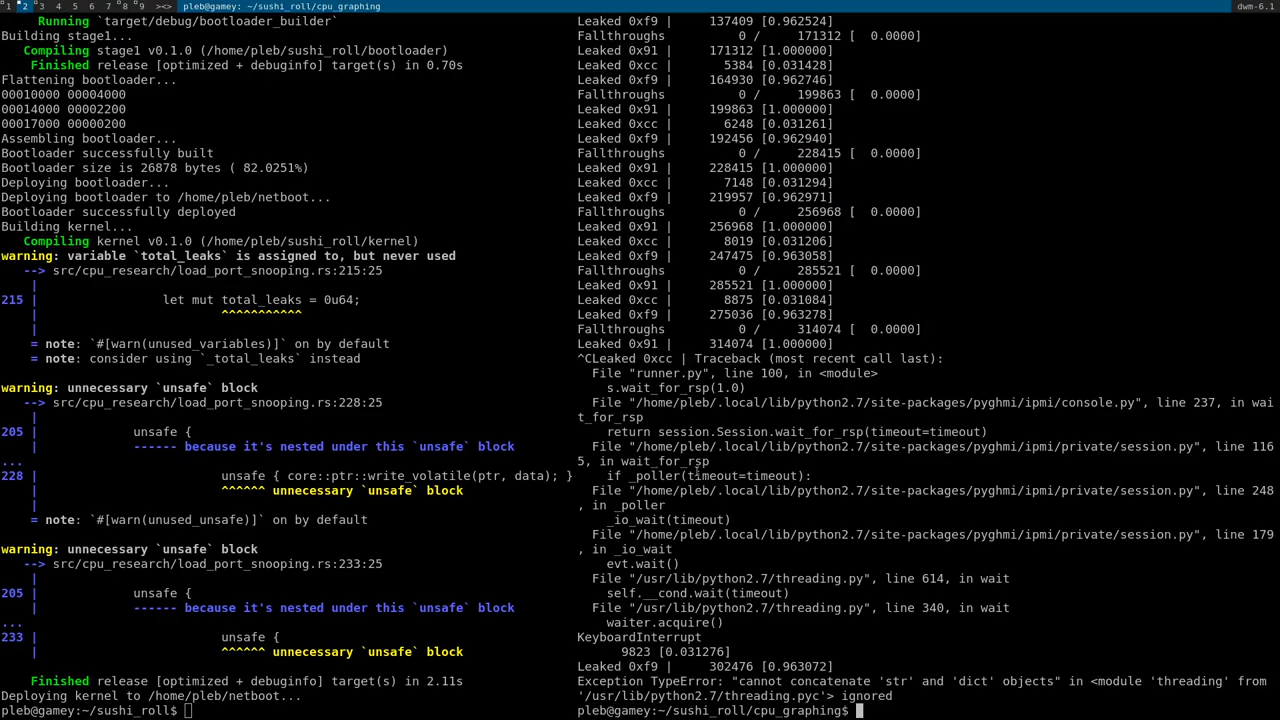 1 2 3 4 5 6 7 8 9 ><> pleb@gamey: ~/sushi_roll/cpu_graphing dwm-6.1
Running `target/debug/bootloader_builder`
Building stage1...
Compiling stage1 v0.1.0 (/home/pleb/sushi_roll/bootloader)
Finished release [optimized + debuginfo] target(s) in 0.70s
Flattening bootloader...
00010000 00004000
00014000 00002200
00017000 00000200
Assembling bootloader...
Bootloader successfully built
Bootloader size is 26878 bytes ( 82.0251%)
Deploying bootloader...
Deploying bootloader to /home/pleb/netboot...
Bootloader successfully deployed
Building kernel...
Compiling kernel v0.1.0 (/home/pleb/sushi_roll/kernel)
warning: variable `total_leaks` is assigned to, but never used
--> src/cpu_research/load_port_snooping.rs:215:25
|
215 | let mut total_leaks = 0u64;
| ^^^^^^^^^^^
|
= note: `#[warn(unused_variables)]` on by default
= note: consider using `_total_leaks` instead
warning: unnecessary `unsafe` block
--> src/cpu_research/load_port_snooping.rs:228:25
|
205 | unsafe {
| ------ because it's nested under this `unsafe` block
...
228 | unsafe { core::ptr::write_volatile(ptr, data); }
| ^^^^^^ unnecessary `unsafe` block
|
= note: `#[warn(unused_unsafe)]` on by default
warning: unnecessary `unsafe` block
--> src/cpu_research/load_port_snooping.rs:233:25
|
205 | unsafe {
| ------ because it's nested under this `unsafe` block
...
233 | unsafe {
| ^^^^^^ unnecessary `unsafe` block
Finished release [optimized + debuginfo] target(s) in 2.11s
Deploying kernel to /home/pleb/netboot...
pleb@gamey:~/sushi_roll$
Leaked 0xf9 | 137409 [0.962524]
Fallthroughs 0 / 171312 [ 0.0000]
Leaked 0x91 | 171312 [1.000000]
Leaked 0xcc | 5384 [0.031428]
Leaked 0xf9 | 164930 [0.962746]
Fallthroughs 0 / 199863 [ 0.0000]
Leaked 0x91 | 199863 [1.000000]
Leaked 0xcc | 6248 [0.031261]
Leaked 0xf9 | 192456 [0.962940]
Fallthroughs 0 / 228415 [ 0.0000]
Leaked 0x91 | 228415 [1.000000]
Leaked 0xcc | 7148 [0.031294]
Leaked 0xf9 | 219957 [0.962971]
Fallthroughs 0 / 256968 [ 0.0000]
Leaked 0x91 | 256968 [1.000000]
Leaked 0xcc | 8019 [0.031206]
Leaked 0xf9 | 247475 [0.963058]
Fallthroughs 0 / 285521 [ 0.0000]
Leaked 0x91 | 285521 [1.000000]
Leaked 0xcc | 8875 [0.031084]
Leaked 0xf9 | 275036 [0.963278]
Fallthroughs 0 / 314074 [ 0.0000]
Leaked 0x91 | 314074 [1.000000]
^CLeaked 0xcc | Traceback (most recent call last):
File "runner.py", line 100, in <module>
s.wait_for_rsp(1.0)
File "/home/pleb/.local/lib/python2.7/site-packages/pyghmi/ipmi/console.py", line 237, in wai
t_for_rsp
return session.Session.wait_for_rsp(timeout=timeout)
File "/home/pleb/.local/lib/python2.7/site-packages/pyghmi/ipmi/private/session.py", line 116
5, in wait_for_rsp
if _poller(timeout=timeout):
File "/home/pleb/.local/lib/python2.7/site-packages/pyghmi/ipmi/private/session.py", line 248
, in _poller
_io_wait(timeout)
File "/home/pleb/.local/lib/python2.7/site-packages/pyghmi/ipmi/private/session.py", line 179
, in _io_wait
evt.wait()
File "/usr/lib/python2.7/threading.py", line 614, in wait
self.__cond.wait(timeout)
File "/usr/lib/python2.7/threading.py", line 340, in wait
waiter.acquire()
KeyboardInterrupt
9823 [0.031276]
Leaked 0xf9 | 302476 [0.963072]
Exception TypeError: "cannot concatenate 'str' and 'dict' objects" in <module 'threading' from
'/usr/lib/python2.7/threading.pyc'> ignored
pleb@gamey:~/sushi_roll/cpu_graphing$